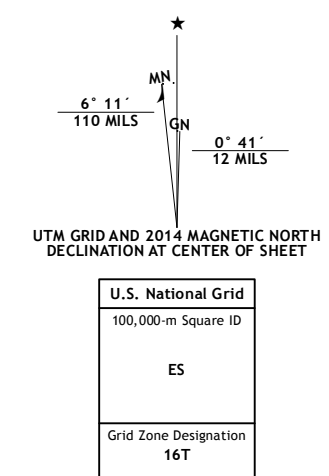 ★
MN
GN
6° 11´
110 MILS
0° 41´
12 MILS
UTM GRID AND 2014 MAGNETIC NORTH
DECLINATION AT CENTER OF SHEET
U.S. National Grid
100,000-m Square ID
ES
Grid Zone Designation
16T